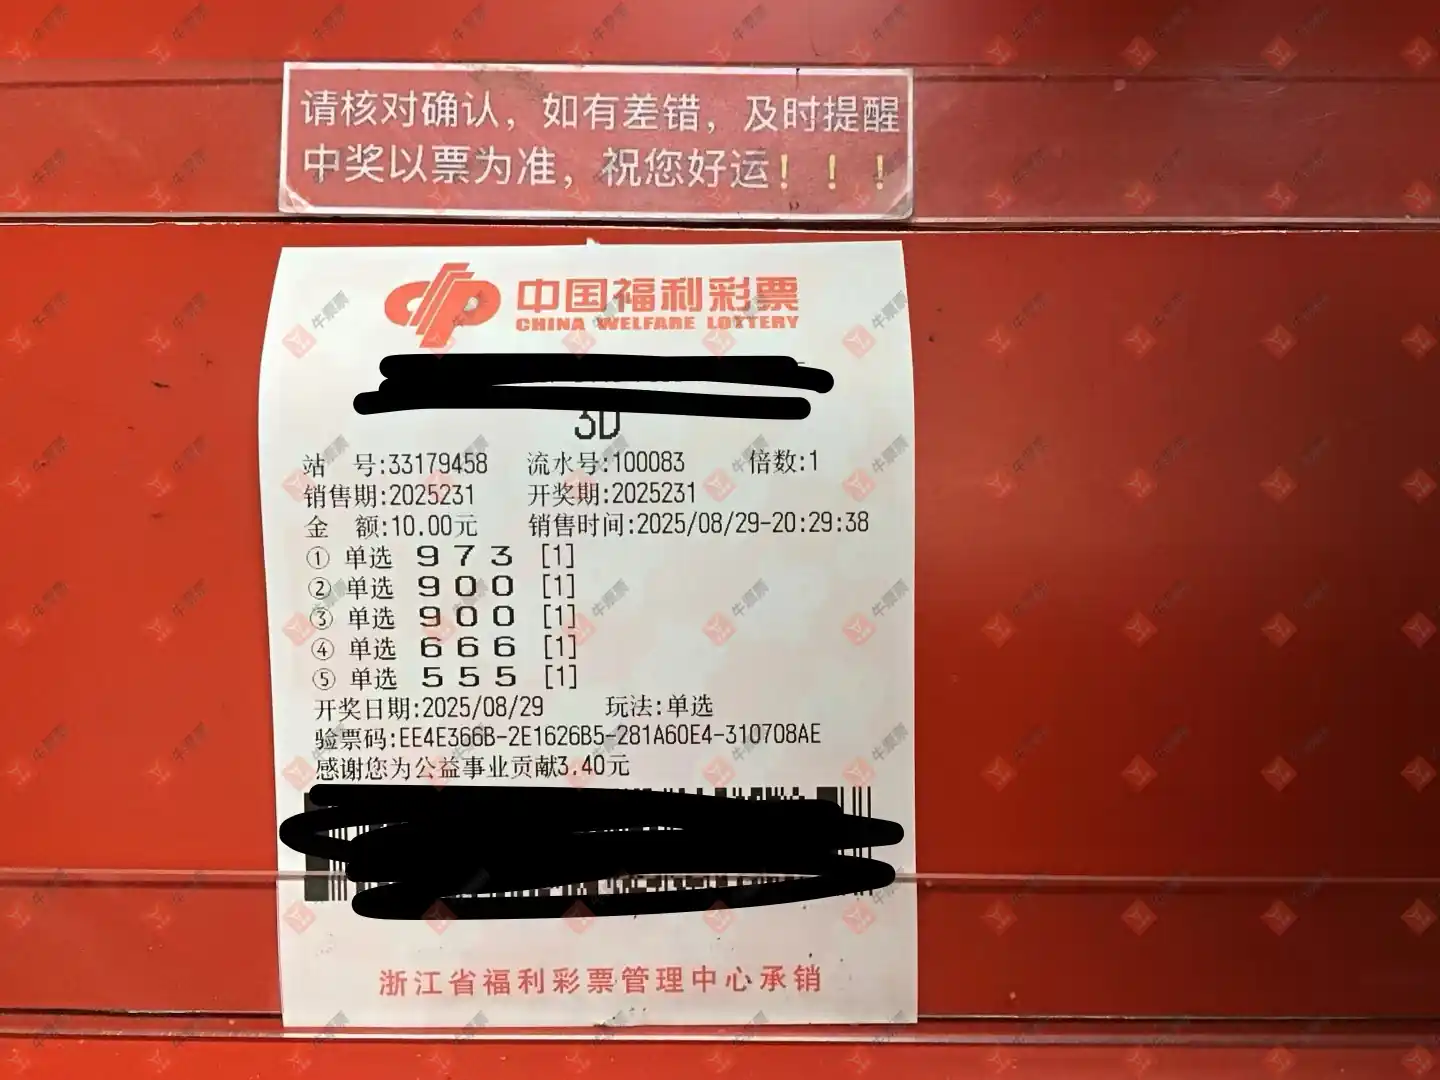 请核对确认，如有差错，及时提醒
中奖以票为准，祝您好运！！！
中国福利彩票
CHINA WELFARE LOTTERY
3D
站 号:33179458 流水号:100083 倍数:1
销售期:2025231 开奖期:2025231
金 额:10.00元 销售时间:2025/08/29-20:29:38
① 单选 9 7 3 [1]
② 单选 9 0 0 [1]
③ 单选 9 0 0 [1]
④ 单选 6 6 6 [1]
⑤ 单选 5 5 5 [1]
开奖日期:2025/08/29 玩法:单选
验票码:EE4E366B-2E1626B5-281A60E4-310708AE
感谢您为公益事业贡献3.40元
浙江省福利彩票管理中心承销
牛票票